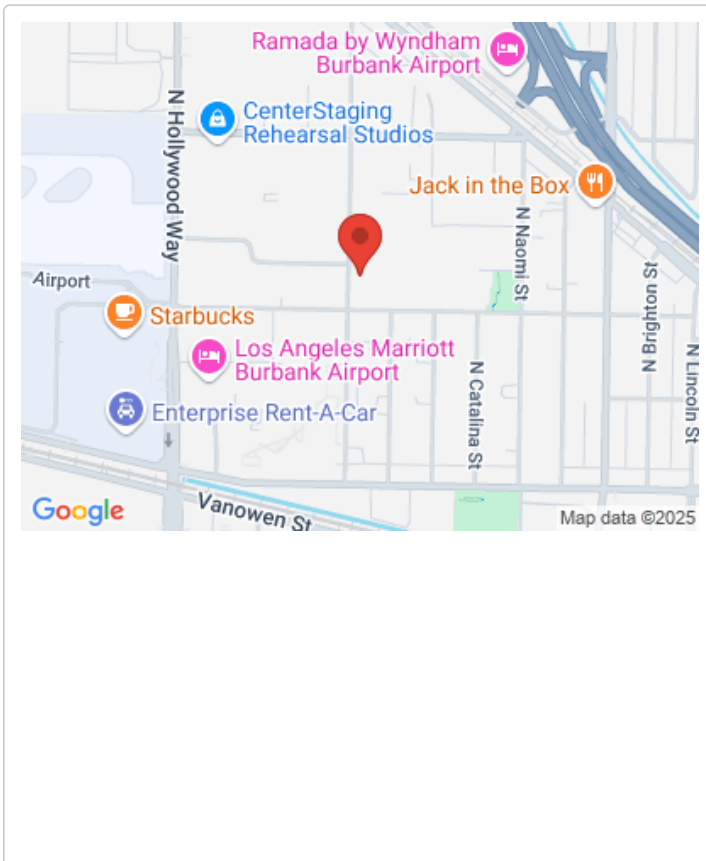 Ramada by Wyndham
Burbank Airport
CenterStaging
Rehearsal Studios
N Hollywood Way
Jack in the Box
N Naomi St
Airport
Starbucks
N Brighton St
Los Angeles Marriott
Burbank Airport
N Catalina St
N Lincoln St
Enterprise Rent-A-Car
Vanowen St
Google
Map data ©2025